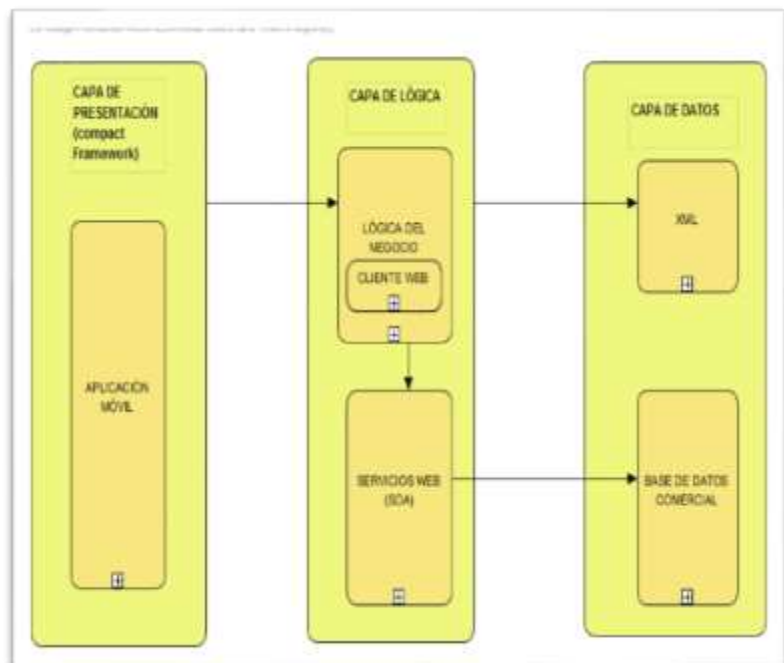 CAPA DE
PRESENTACIÓN
(compact
Framework)
APLICACIÓN
MÓVIL
CAPA DE LÓGICA
LÓGICA DEL
NEGOCIO
CLIENTE WEB
SERVICIOS WEB
(SOA)
CAPA DE DATOS
XML
BASE DE DATOS
COMERCIAL